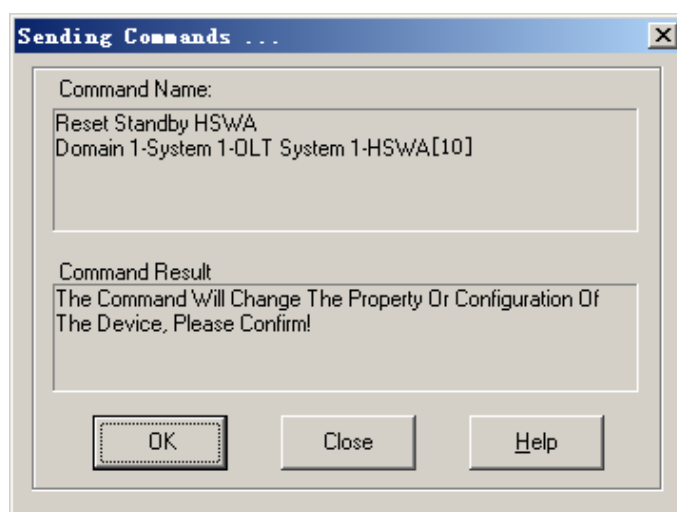 Sending Commands ...
Command Name:
Reset Standby HSWA
Domain 1-System 1-OLT System 1-HSWA[10]
Command Result
The Command Will Change The Property Or Configuration Of
The Device, Please Confirm!
OK
Close
Help